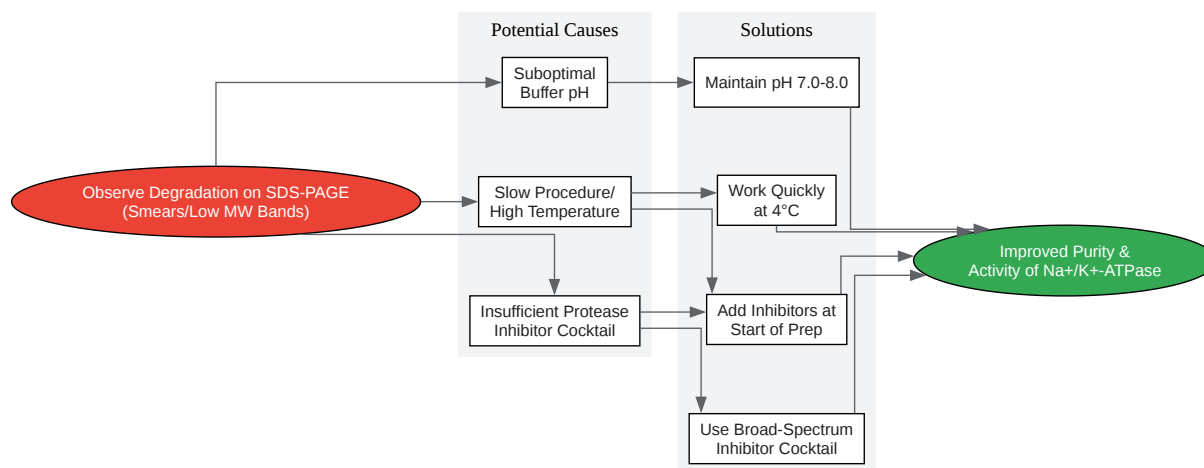 Potential Causes
Solutions
Suboptimal
Buffer pH
Maintain pH 7.0-8.0
Observe Degradation on SDS-PAGE
(Smears/Low MW Bands)
Slow Procedure/
High Temperature
Work Quickly
at 4°C
Improved Purity &
Activity of Na+/K+-ATPase
Insufficient Protease
Inhibitor Cocktail
Add Inhibitors at
Start of Prep
Use Broad-Spectrum
Inhibitor Cocktail